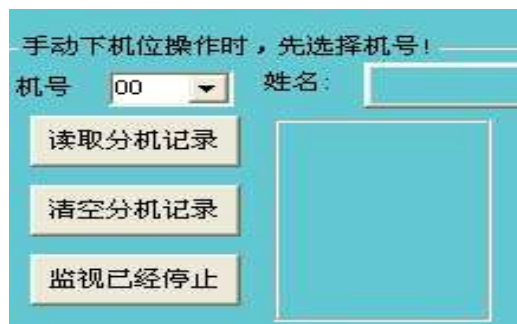 手动下机位操作时，先选择机号！
机号 00 姓名:
读取分机记录
清空分机记录
监视已经停止